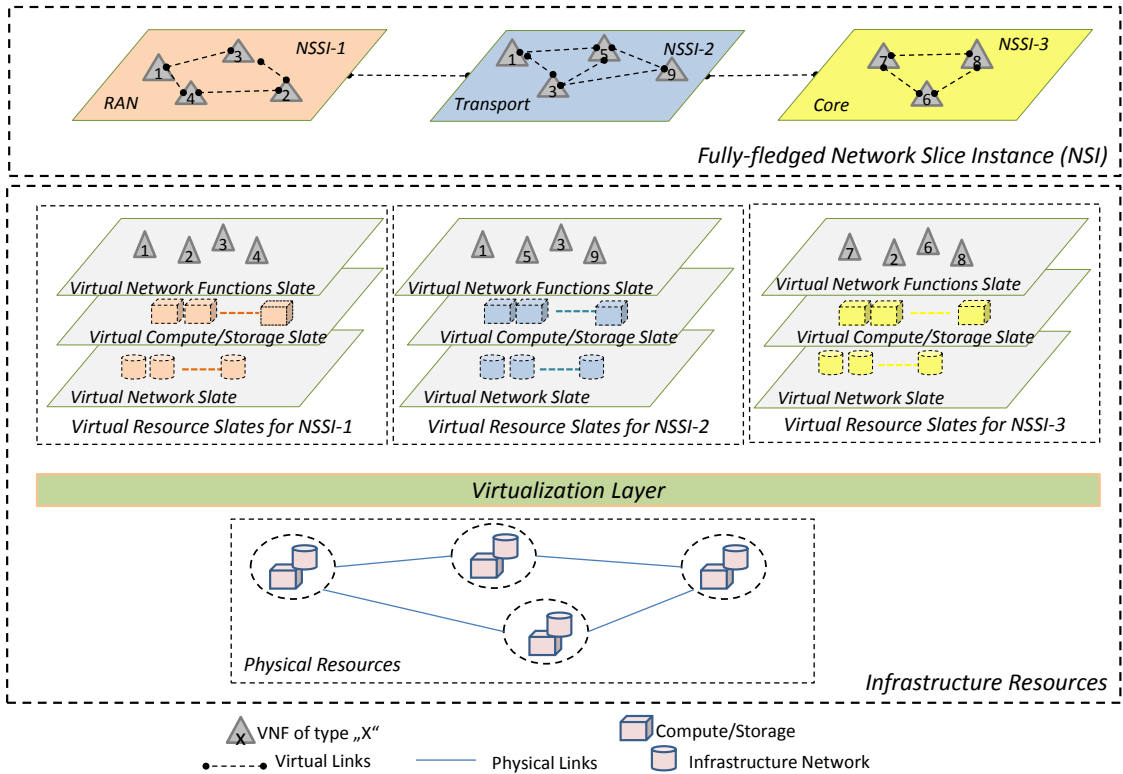 NSSI-1
3
1
4
2
RAN
NSSI-2
1
5
3
9
Transport
NSSI-3
7
8
6
Core
Fully-fledged Network Slice Instance (NSI)
1
2
3
4
Virtual Network Functions Slate
Virtual Compute/Storage Slate
Virtual Network Slate
Virtual Resource Slates for NSSI-1
1
5
3
9
Virtual Network Functions Slate
Virtual Compute/Storage Slate
Virtual Network Slate
Virtual Resource Slates for NSSI-2
7
2
6
8
Virtual Network Functions Slate
Virtual Compute/Storage Slate
Virtual Network Slate
Virtual Resource Slates for NSSI-3
Virtualization Layer
Physical Resources
Infrastructure Resources
X
VNF of type „X“
Compute/Storage
Virtual Links
Physical Links
Infrastructure Network